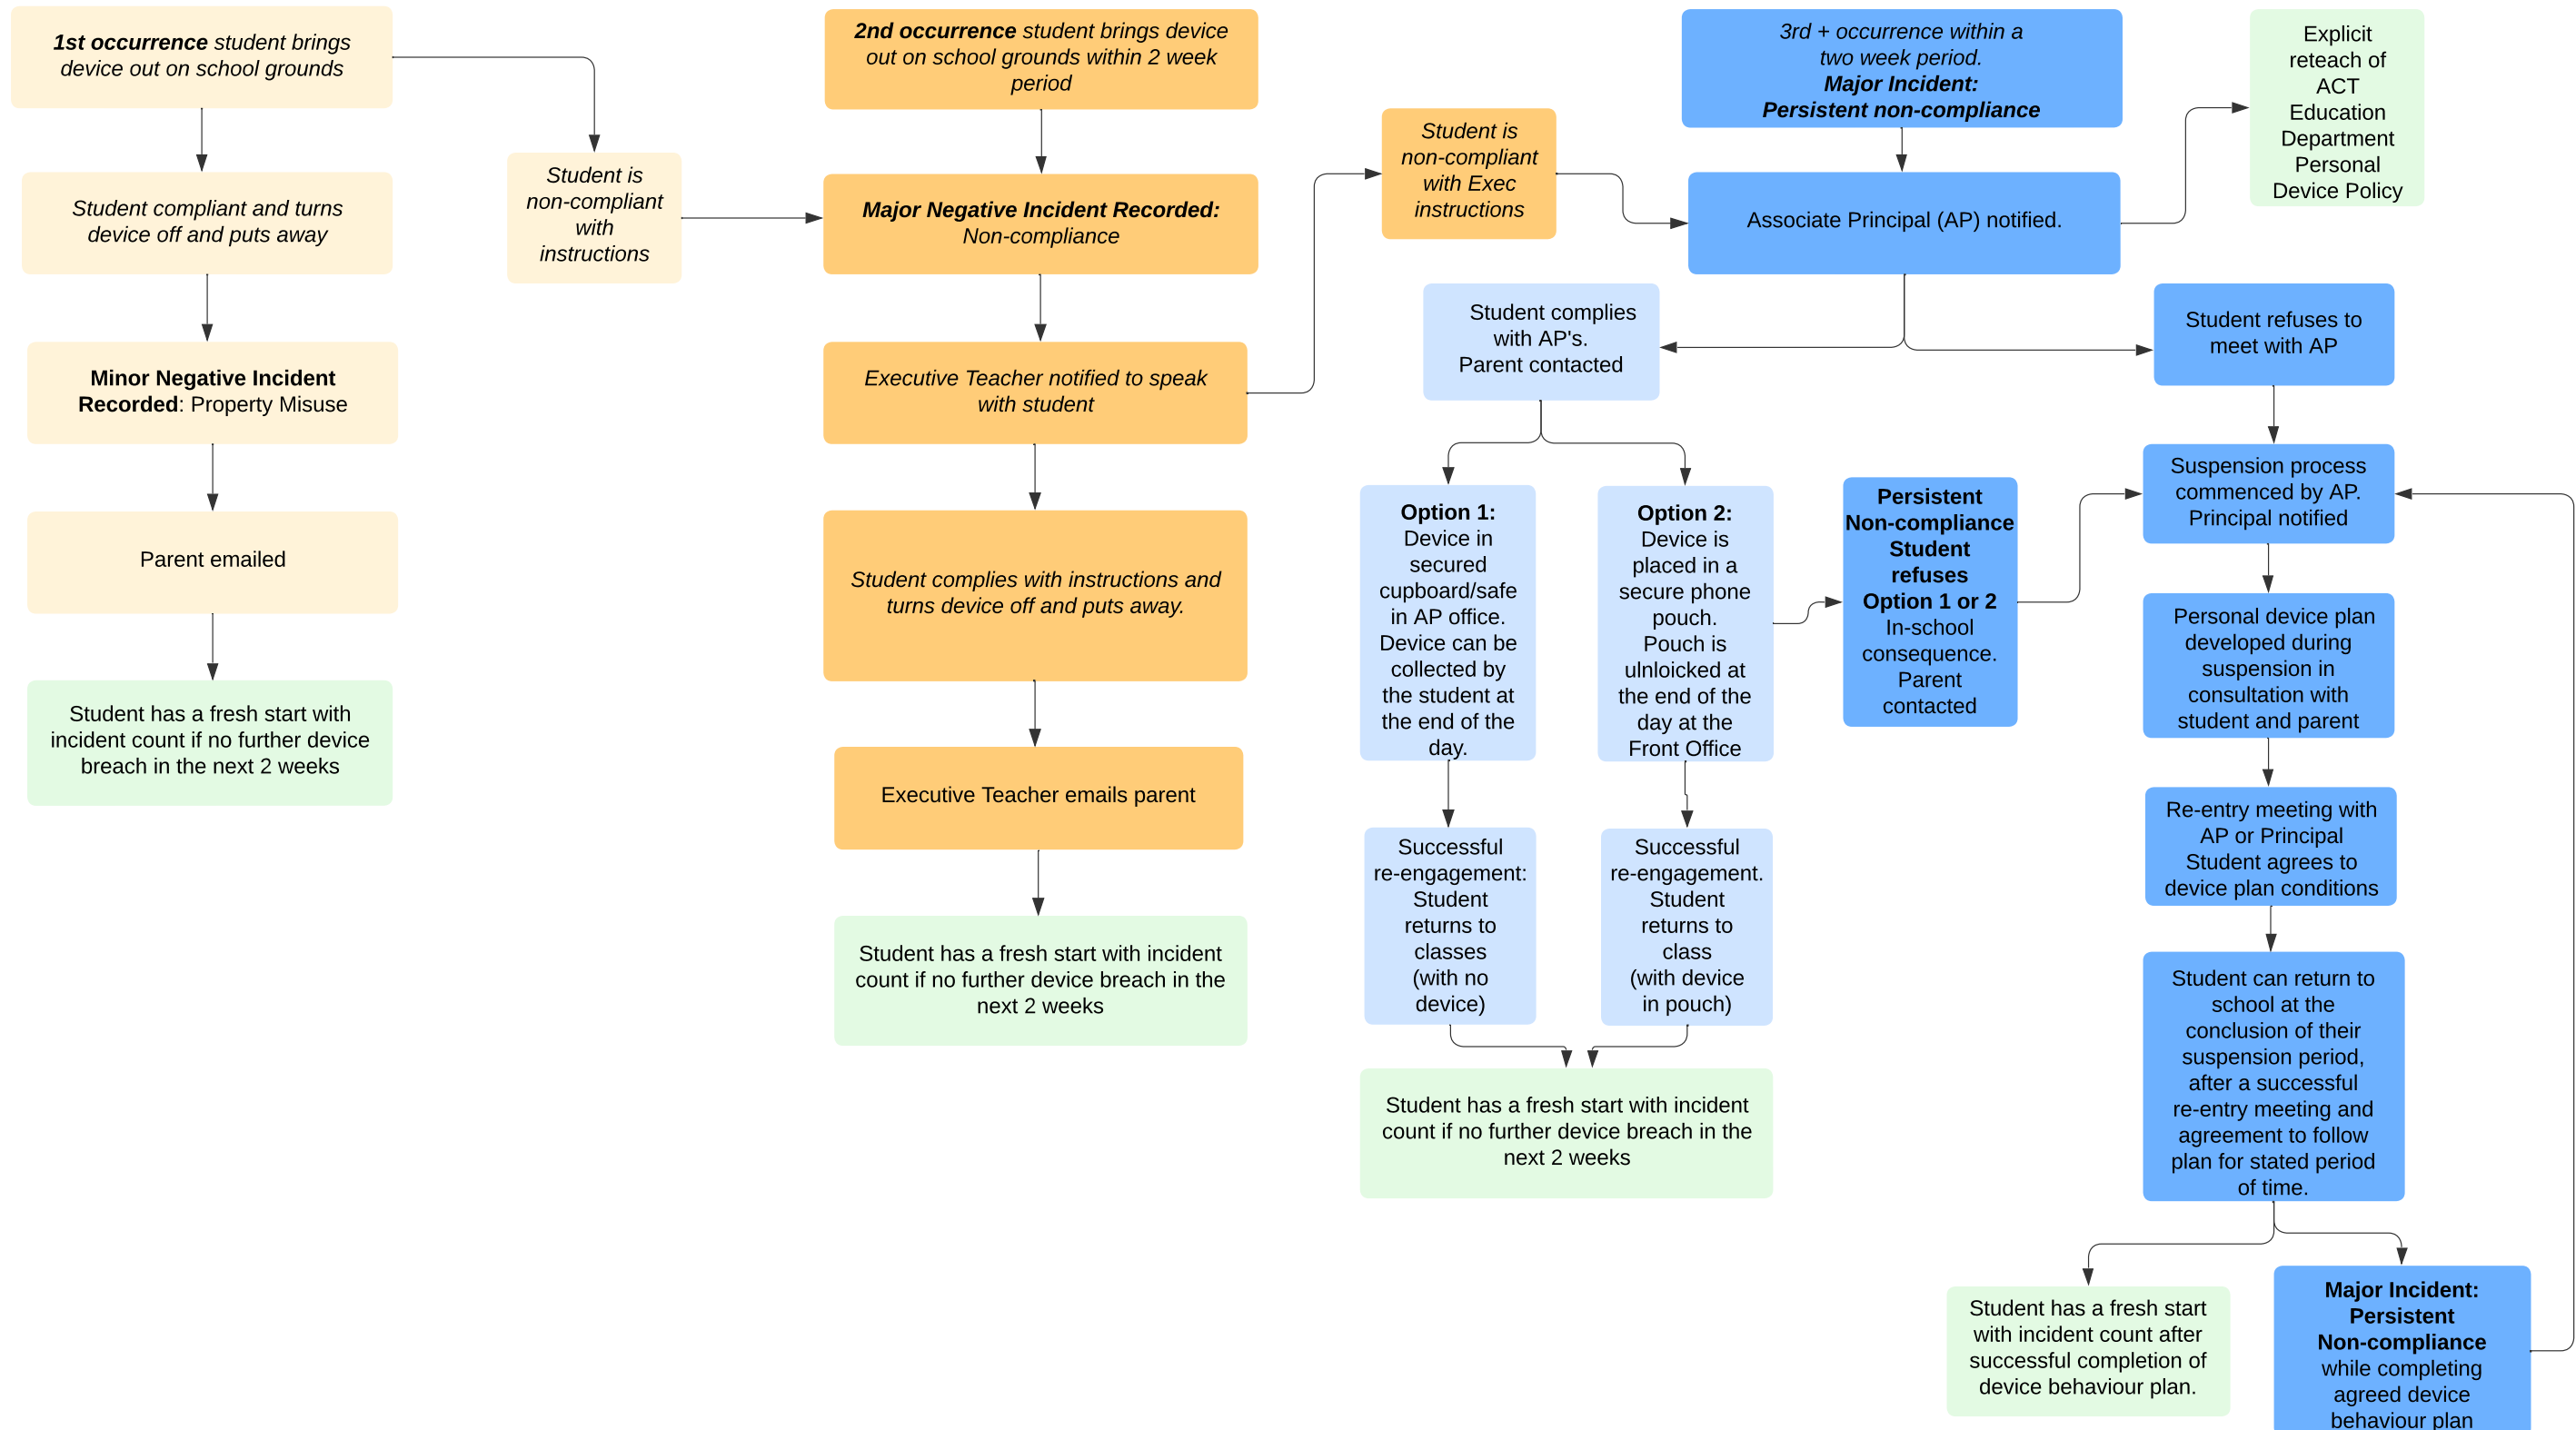 1st occurrence student brings
device out on school grounds
Student compliant and turns
device off and puts away
Minor Negative Incident
Recorded: Property Misuse
Parent emailed
Student has a fresh start with
incident count if no further device
breach in the next 2 weeks
Student is
non-compliant
with
instructions
2nd occurrence student brings device
out on school grounds within 2 week
period
Major Negative Incident Recorded:
Non-compliance
Executive Teacher notified to speak
with student
Student complies with instructions and
turns device off and puts away.
Executive Teacher emails parent
Student has a fresh start with incident
count if no further device breach in the
next 2 weeks
Student is
non-compliant
with Exec
instructions
3rd + occurrence within a
two week period.
Major Incident:
Persistent non-compliance
Associate Principal (AP) notified.
Explicit
reteach of
ACT
Education
Department
Personal
Device Policy
Student complies
with AP's.
Parent contacted
Option 1:
Device in
secured
cupboard/safe
in AP office.
Device can be
collected by
the student at
the end of the
day.
Successful
re-engagement:
Student
returns to
classes
(with no
device)
Option 2:
Device is
placed in a
secure phone
pouch.
Pouch is
ulnloicked at
the end of the
day at the
Front Office
Successful
re-engagement.
Student
returns to
class
(with device
in pouch)
Student has a fresh start with incident
count if no further device breach in the
next 2 weeks
Persistent
Non-compliance
Student
refuses
Option 1 or 2
In-school
consequence.
Parent
contacted
Student refuses to
meet with AP
Suspension process
commenced by AP.
Principal notified
Personal device plan
developed during
suspension in
consultation with
student and parent
Re-entry meeting with
AP or Principal
Student agrees to
device plan conditions
Student can return to
school at the
conclusion of their
suspension period,
after a successful
re-entry meeting and
agreement to follow
plan for stated period
of time.
Student has a fresh start
with incident count after
successful completion of
device behaviour plan.
Major Incident:
Persistent
Non-compliance
while completing
agreed device
behaviour plan